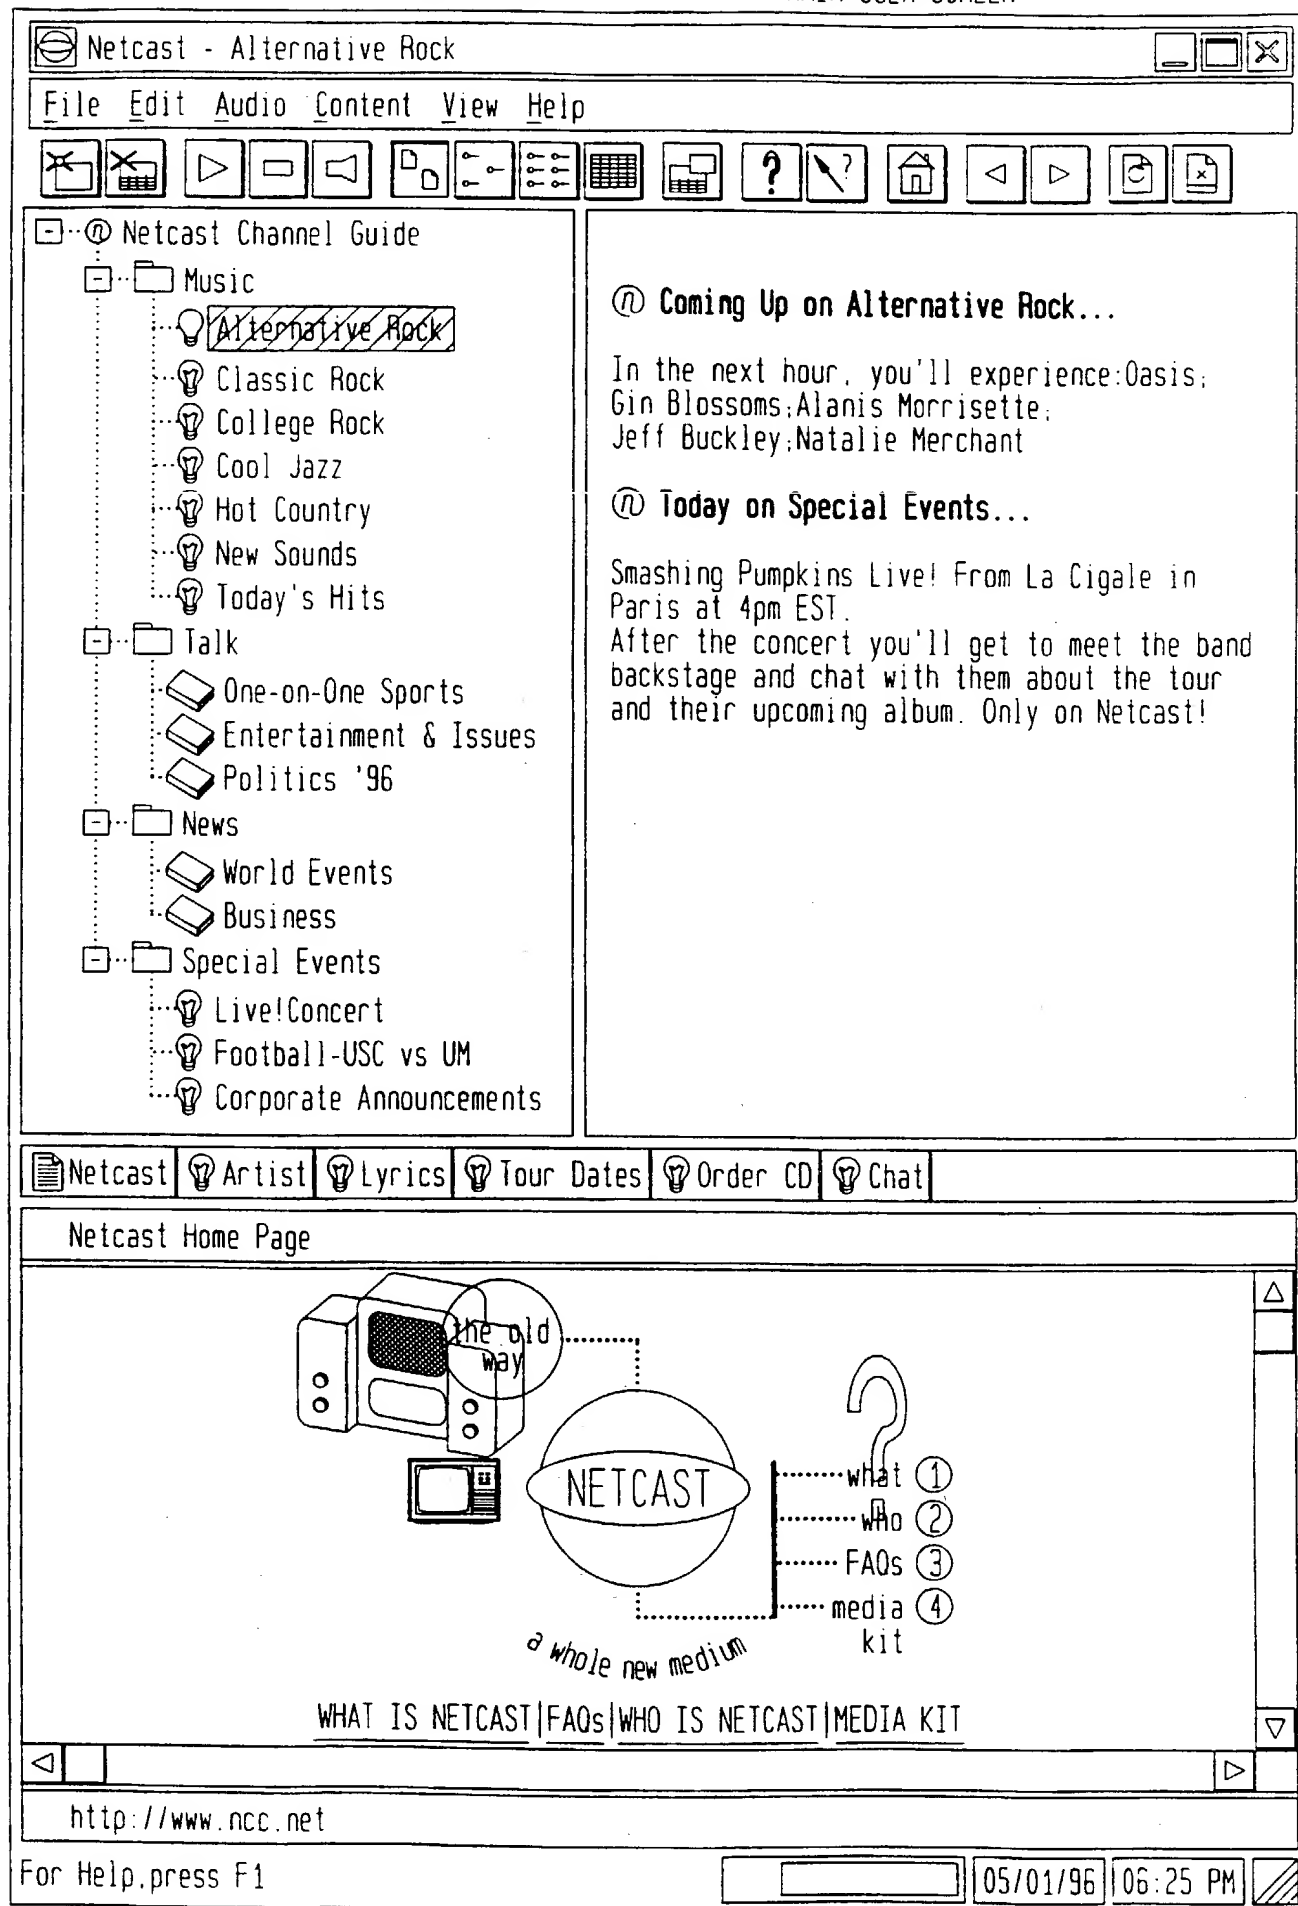 USER SCREEN
Netcast - Alternative Rock
File Edit Audio Content View Help
Netcast Channel Guide
Music
Alternative Rock
Classic Rock
College Rock
Cool Jazz
Hot Country
New Sounds
Today's Hits
Talk
One-on-One Sports
Entertainment & Issues
Politics '96
News
World Events
Business
Special Events
Live!Concert
Football-USC vs UM
Corporate Announcements
Coming Up on Alternative Rock...
In the next hour, you'll experience:Oasis;
Gin Blossoms;Alanis Morrisette;
Jeff Buckley;Natalie Merchant
Today on Special Events...
Smashing Pumpkins Live! From La Cigale in
Paris at 4pm EST.
After the concert you'll get to meet the band
backstage and chat with them about the tour
and their upcoming album. Only on Netcast!
Netcast Artist Lyrics Tour Dates Order CD Chat
Netcast Home Page
the old
way
NETCAST
what 1
who 2
FAQs 3
media 4
kit
a whole new medium
WHAT IS NETCAST|FAQs|WHO IS NETCAST|MEDIA KIT
http://www.ncc.net
For Help,press F1
05/01/96 06:25 PM